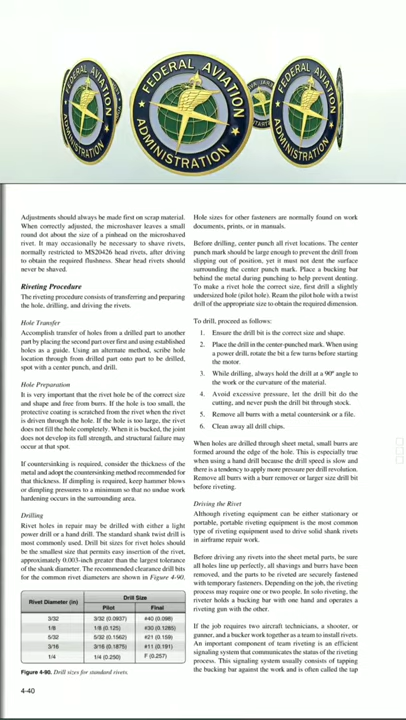 FEDERAL AVIATION
ADMINISTRATION
FEDERAL AVIATION
ADMINISTRATION
FEDERAL AVIATION
ADMINISTRATION
Adjustments should always be made first on scrap material.
When correctly adjusted, the microshaver leaves a small
round dot about the size of a pinhead on the microshaved
rivet. It may occasionally be necessary to shave rivets,
normally restricted to MS20426 head rivets, after driving
to obtain the required flushness. Shear head rivets should
never be shaved.
Riveting Procedure
The riveting procedure consists of transferring and preparing
the hole, drilling, and driving the rivets.
Hole Transfer
Accomplish transfer of holes from a drilled part to another
part by placing the second part over first and using established
holes as a guide. Using an alternate method, scribe hole
location through from drilled part onto part to be drilled,
spot with a center punch, and drill.
Hole Preparation
It is very important that the rivet hole be of the correct size
and shape and free from burrs. If the hole is too small, the
protective coating is scratched from the rivet when the rivet
is driven through the hole. If the hole is too large, the rivet
does not fill the hole completely. When it is bucked, the joint
does not develop its full strength, and structural failure may
occur at that spot.
If countersinking is required, consider the thickness of the
metal and adopt the countersinking method recommended for
that thickness. If dimpling is required, keep hammer blows
or dimpling pressures to a minimum so that no undue work
hardening occurs in the surrounding area.
Drilling
Rivet holes in repair may be drilled with either a light
power drill or a hand drill. The standard shank twist drill is
most commonly used. Drill bit sizes for rivet holes should
be the smallest size that permits easy insertion of the rivet,
approximately 0.003-inch greater than the largest tolerance
of the shank diameter. The recommended clearance drill bits
for the common rivet diameters are shown in Figure 4-90.
Rivet Diameter (in) Drill Size
Pilot Final
3/32 3/32 (0.0937) #40 (0.098)
1/8 1/8 (0.125) #30 (0.1285)
5/32 5/32 (0.1562) #21 (0.159)
3/16 3/16 (0.1875) #11 (0.191)
1/4 1/4 (0.250) F (0.257)
Figure 4-90. Drill sizes for standard rivets.
4-40
Hole sizes for other fasteners are normally found on work
documents, prints, or in manuals.
Before drilling, center punch all rivet locations. The center
punch mark should be large enough to prevent the drill from
slipping out of position, yet it must not dent the surface
surrounding the center punch mark. Place a bucking bar
behind the metal during punching to help prevent denting.
To make a rivet hole the correct size, first drill a slightly
undersized hole (pilot hole). Ream the pilot hole with a twist
drill of the appropriate size to obtain the required dimension.
To drill, proceed as follows:
1. Ensure the drill bit is the correct size and shape.
2. Place the drill in the center-punched mark. When using
a power drill, rotate the bit a few turns before starting
the motor.
3. While drilling, always hold the drill at a 90° angle to
the work or the curvature of the material.
4. Avoid excessive pressure, let the drill bit do the
cutting, and never push the drill bit through stock.
5. Remove all burrs with a metal countersink or a file.
6. Clean away all drill chips.
When holes are drilled through sheet metal, small burrs are
formed around the edge of the hole. This is especially true
when using a hand drill because the drill speed is slow and
there is a tendency to apply more pressure per drill revolution.
Remove all burrs with a burr remover or larger size drill bit
before riveting.
Driving the Rivet
Although riveting equipment can be either stationary or
portable, portable riveting equipment is the most common
type of riveting equipment used to drive solid shank rivets
in airframe repair work.
Before driving any rivets into the sheet metal parts, be sure
all holes line up perfectly, all shavings and burrs have been
removed, and the parts to be riveted are securely fastened
with temporary fasteners. Depending on the job, the riveting
process may require one or two people. In solo riveting, the
riveter holds a bucking bar with one hand and operates a
riveting gun with the other.
If the job requires two aircraft technicians, a shooter, or
gunner, and a bucker work together as a team to install rivets.
An important component of team riveting is an efficient
signaling system that communicates the status of the riveting
process. This signaling system usually consists of tapping
the bucking bar against the work and is often called the tap